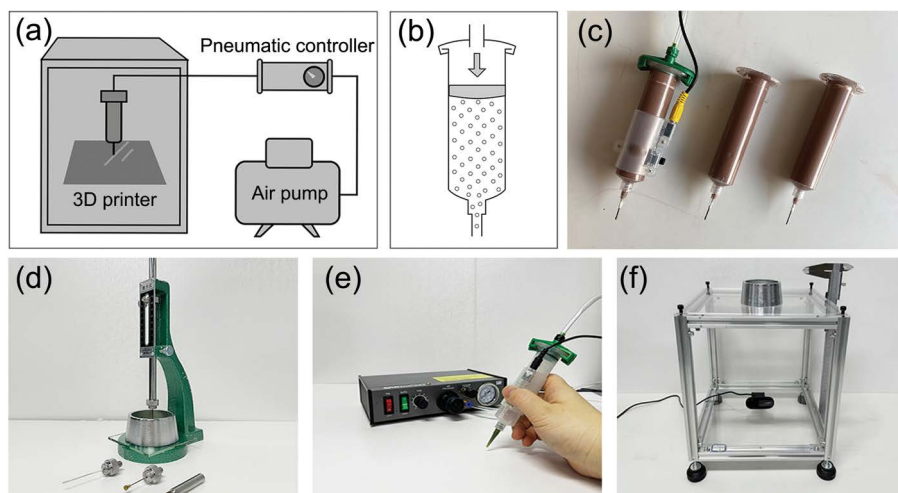 (a)
Pneumatic controller
3D printer
Air pump
(b)
(c)
(d)
(e)
(f)